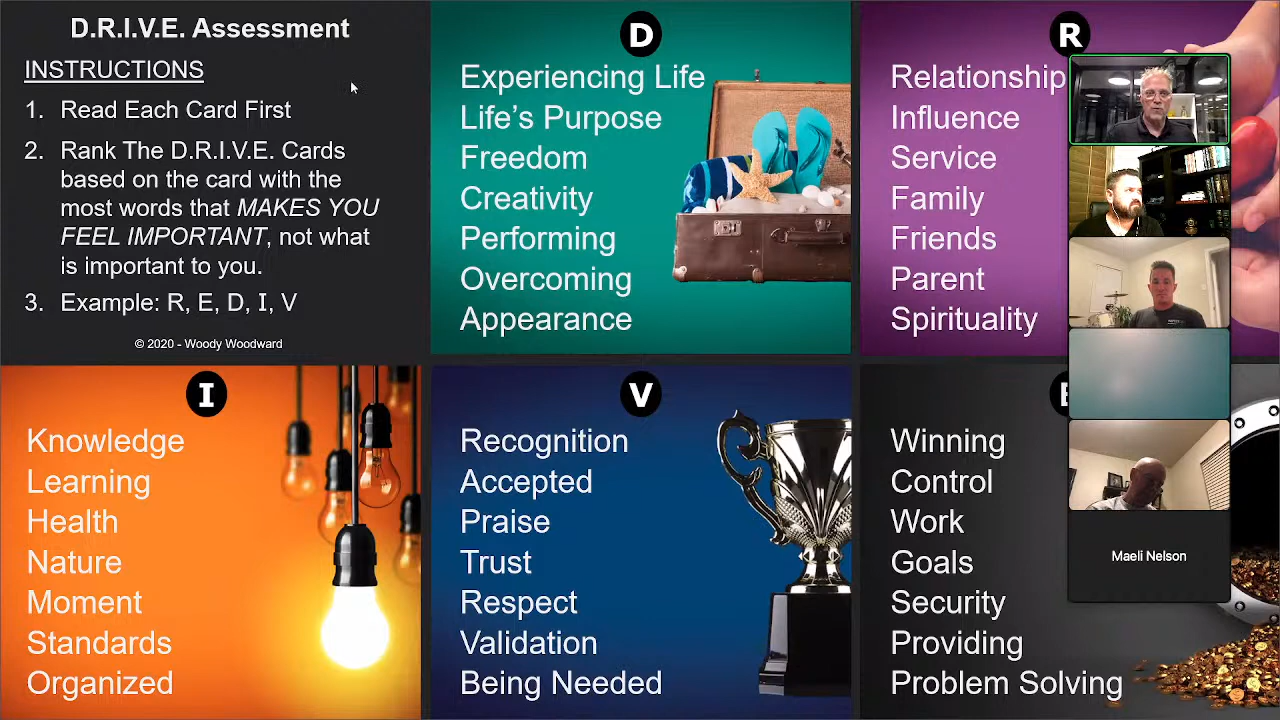 D.R.I.V.E. Assessment
INSTRUCTIONS
1. Read Each Card First
2. Rank The D.R.I.V.E. Cards
based on the card with the
most words that MAKES YOU
FEEL IMPORTANT, not what
is important to you.
3. Example: R, E, D, I, V
© 2020 - Woody Woodward
D
Experiencing Life
Life's Purpose
Freedom
Creativity
Performing
Overcoming
Appearance
R
Relationship
Influence
Service
Family
Friends
Parent
Spirituality
I
Knowledge
Learning
Health
Nature
Moment
Standards
Organized
V
Recognition
Accepted
Praise
Trust
Respect
Validation
Being Needed
E
Winning
Control
Work
Goals
Security
Providing
Problem Solving
Maeli Nelson